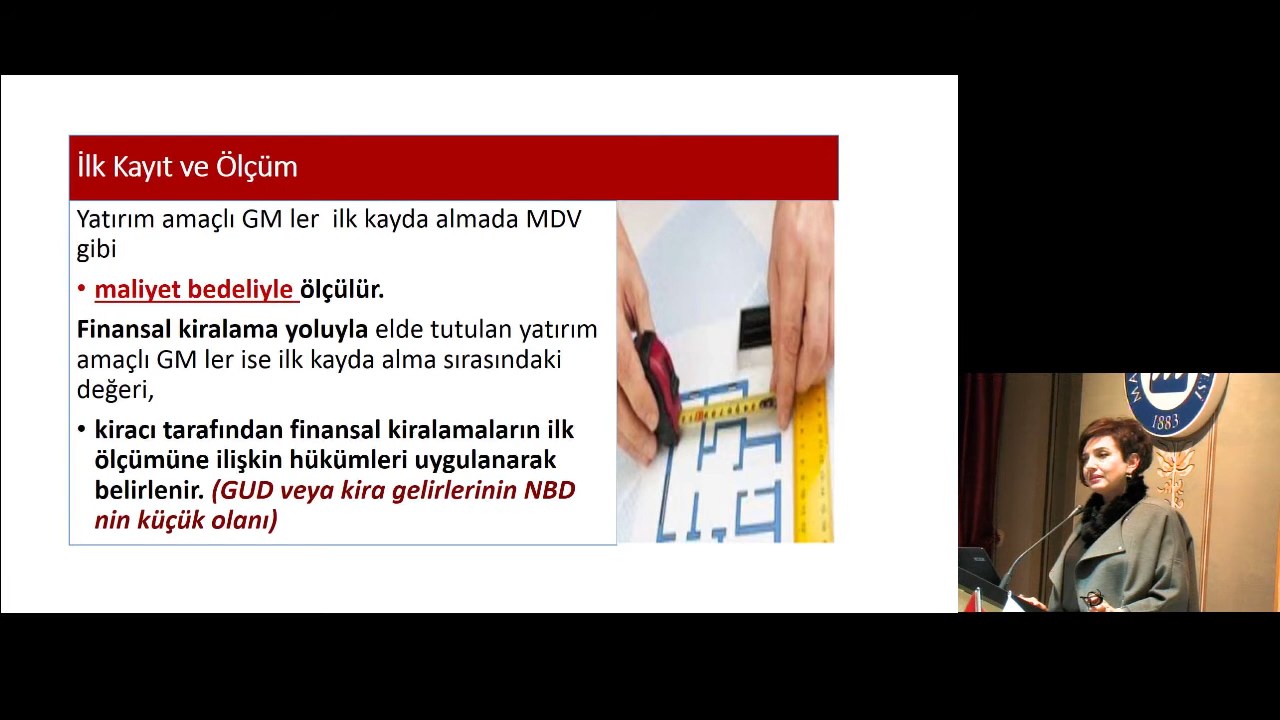 İlk Kayıt ve Ölçüm
Yatırım amaçlı GM ler ilk kayda almada MDV
gibi
• maliyet bedeliyle ölçülür.
Finansal kiralama yoluyla elde tutulan yatırım
amaçlı GM ler ise ilk kayda alma sırasındaki
değeri,
• kiracı tarafından finansal kiralamaların ilk
ölçümüne ilişkin hükümleri uygulanarak
belirlenir. (GUD veya kira gelirlerinin NBD
nin küçük olanı)
1883